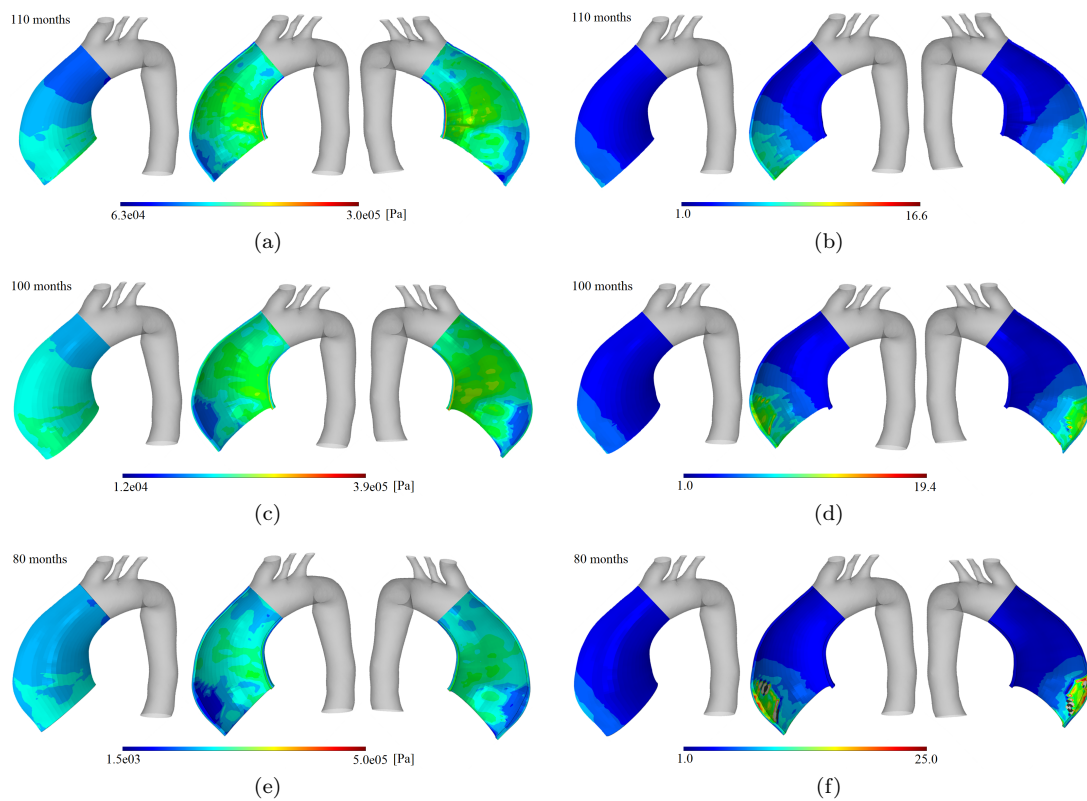 110 months
110 months
6.3e04 3.0e05 [Pa]
1.0 16.6
(a)
(b)
100 months
100 months
1.2e04 3.9e05 [Pa]
1.0 19.4
(c)
(d)
80 months
80 months
1.5e03 5.0e05 [Pa]
1.0 25.0
(e)
(f)